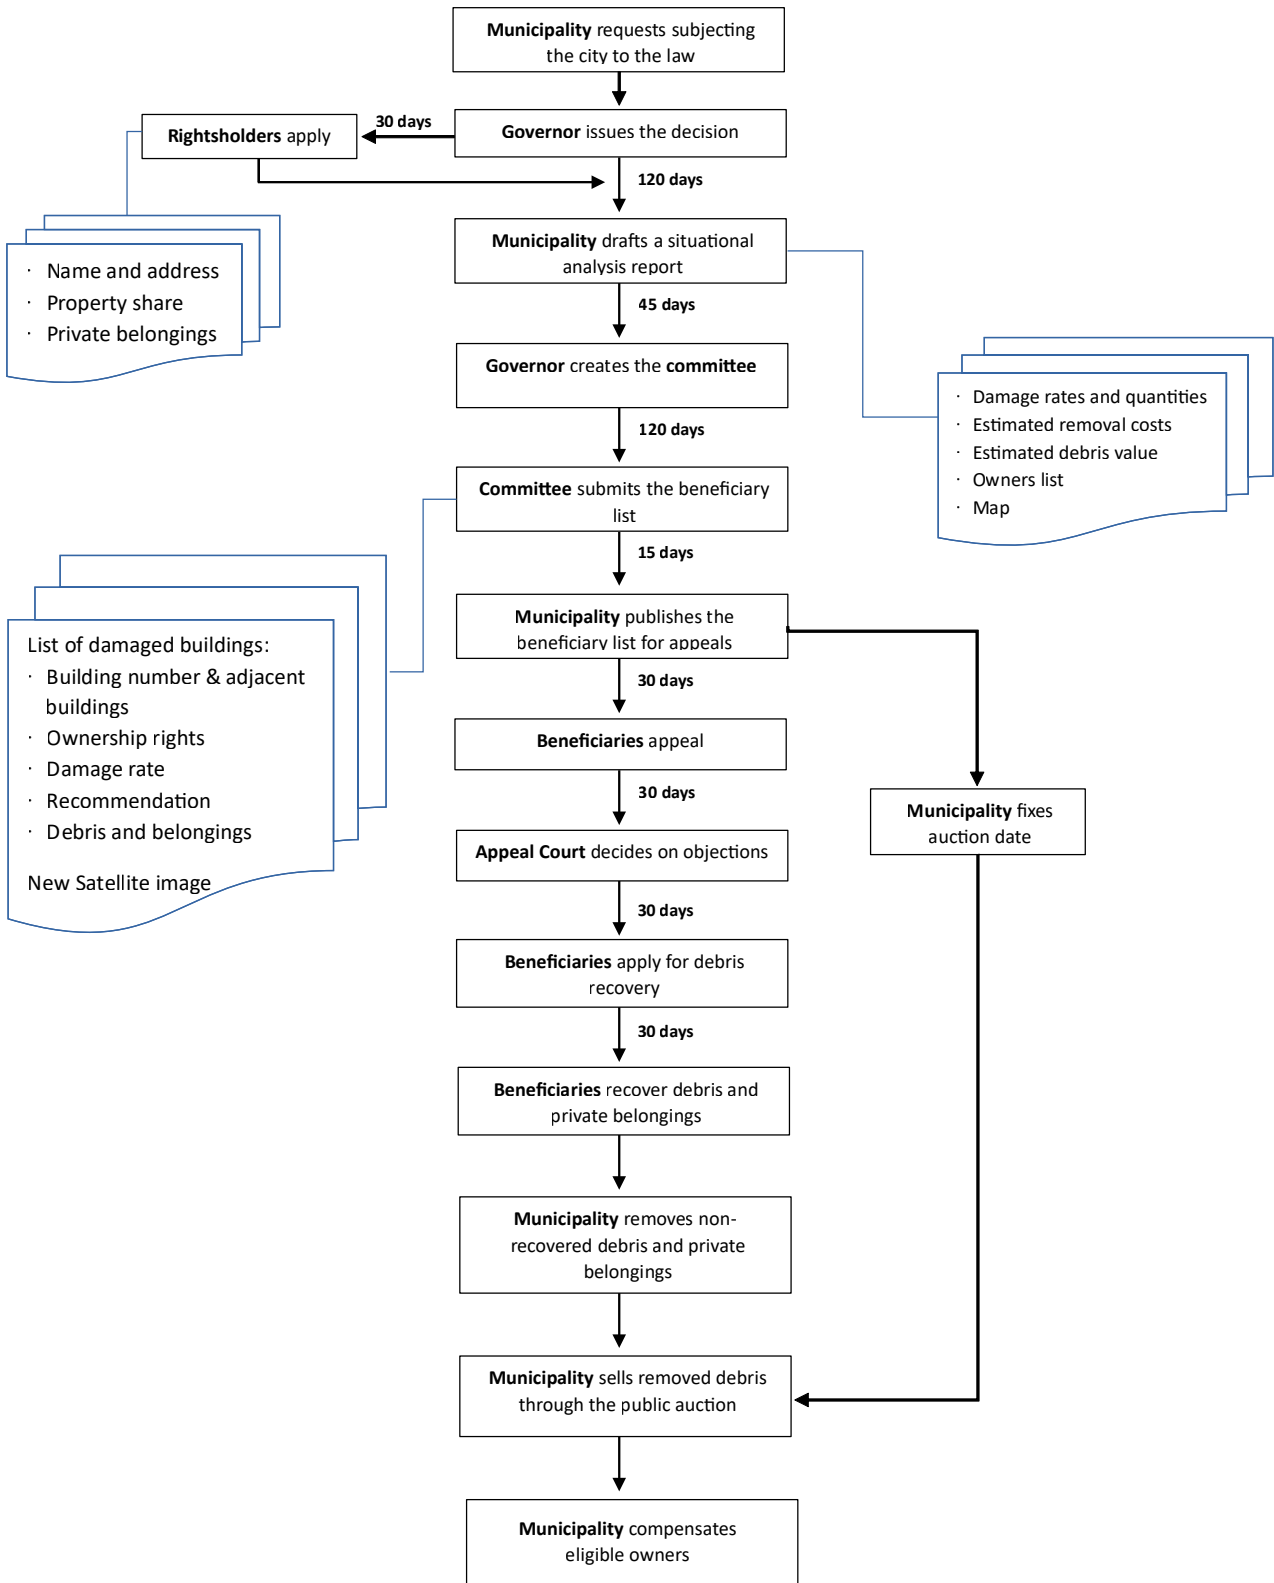 Municipality requests subjecting
the city to the law
30 days
Rightsholders apply
Governor issues the decision
120 days
· Name and address
· Property share
· Private belongings
Municipality drafts a situational
analysis report
45 days
Governor creates the committee
· Damage rates and quantities
· Estimated removal costs
· Estimated debris value
· Owners list
· Map
120 days
Committee submits the beneficiary
list
15 days
List of damaged buildings:
· Building number & adjacent
buildings
· Ownership rights
· Damage rate
· Recommendation
· Debris and belongings
New Satellite image
Municipality publishes the
beneficiary list for appeals
30 days
Beneficiaries appeal
30 days
Municipality fixes
auction date
Appeal Court decides on objections
30 days
Beneficiaries apply for debris
recovery
30 days
Beneficiaries recover debris and
private belongings
Municipality removes non-
recovered debris and private
belongings
Municipality sells removed debris
through the public auction
Municipality compensates
eligible owners